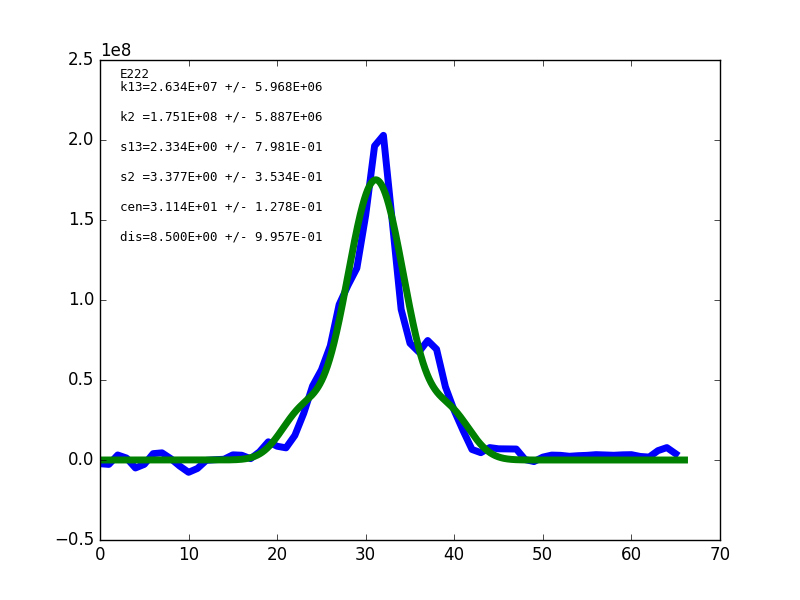 1e8
2.5
E222
k13=2.634E+07 +/- 5.968E+06
k2 =1.751E+08 +/- 5.887E+06
2.0
s13=2.334E+00 +/- 7.981E-01
s2 =3.377E+00 +/- 3.534E-01
1.5
cen=3.114E+01 +/- 1.278E-01
dis=8.500E+00 +/- 9.957E-01
1.0
0.5
0.0
−0.5
0 10 20 30 40 50 60 70